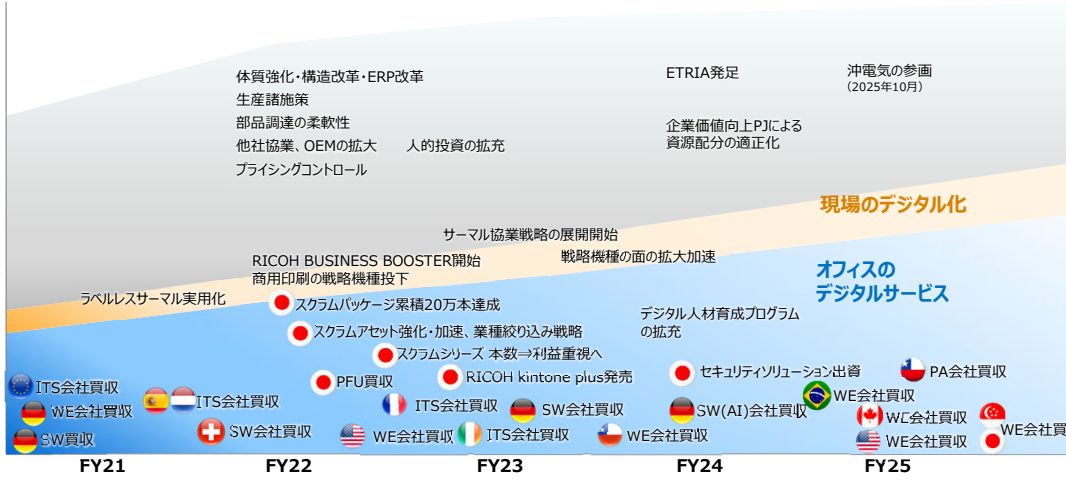 体質強化・構造改革・ERP改革
生産諸施策
部品調達の柔軟性
他社協業、OEMの拡大
人的投資の拡充
プライシングコントロール
ETRIA発足
沖電気の参画
（2025年10月）
企業価値向上PJによる
資源配分の適正化
現場のデジタル化
サーマル協業戦略の展開開始
戦略機種の面の拡大加速
RICOH BUSINESS BOOSTER開始
商用印刷の戦略機種投下
オフィスの
デジタルサービス
ラベルレスサーマル実用化
スクラムパッケージ累積20万本達成
デジタル人材育成プログラム
の拡充
スクラムアセット強化・加速、業種絞り込み戦略
スクラムシリーズ 本数⇒利益重視へ
PFU買収
RICOH kintone plus発売
セキュリティソリューション出資
PA会社買収
ITS会社買収
ITS会社買収
ITS会社買収
SW会社買収
SW(AI)会社買収
WE会社買収
WE会社買収
WE会社買収
SW買収
SW会社買収
WE会社買収
ITS会社買収
WE会社買収
WE会社買収
WE会社買
FY21
FY22
FY23
FY24
FY25